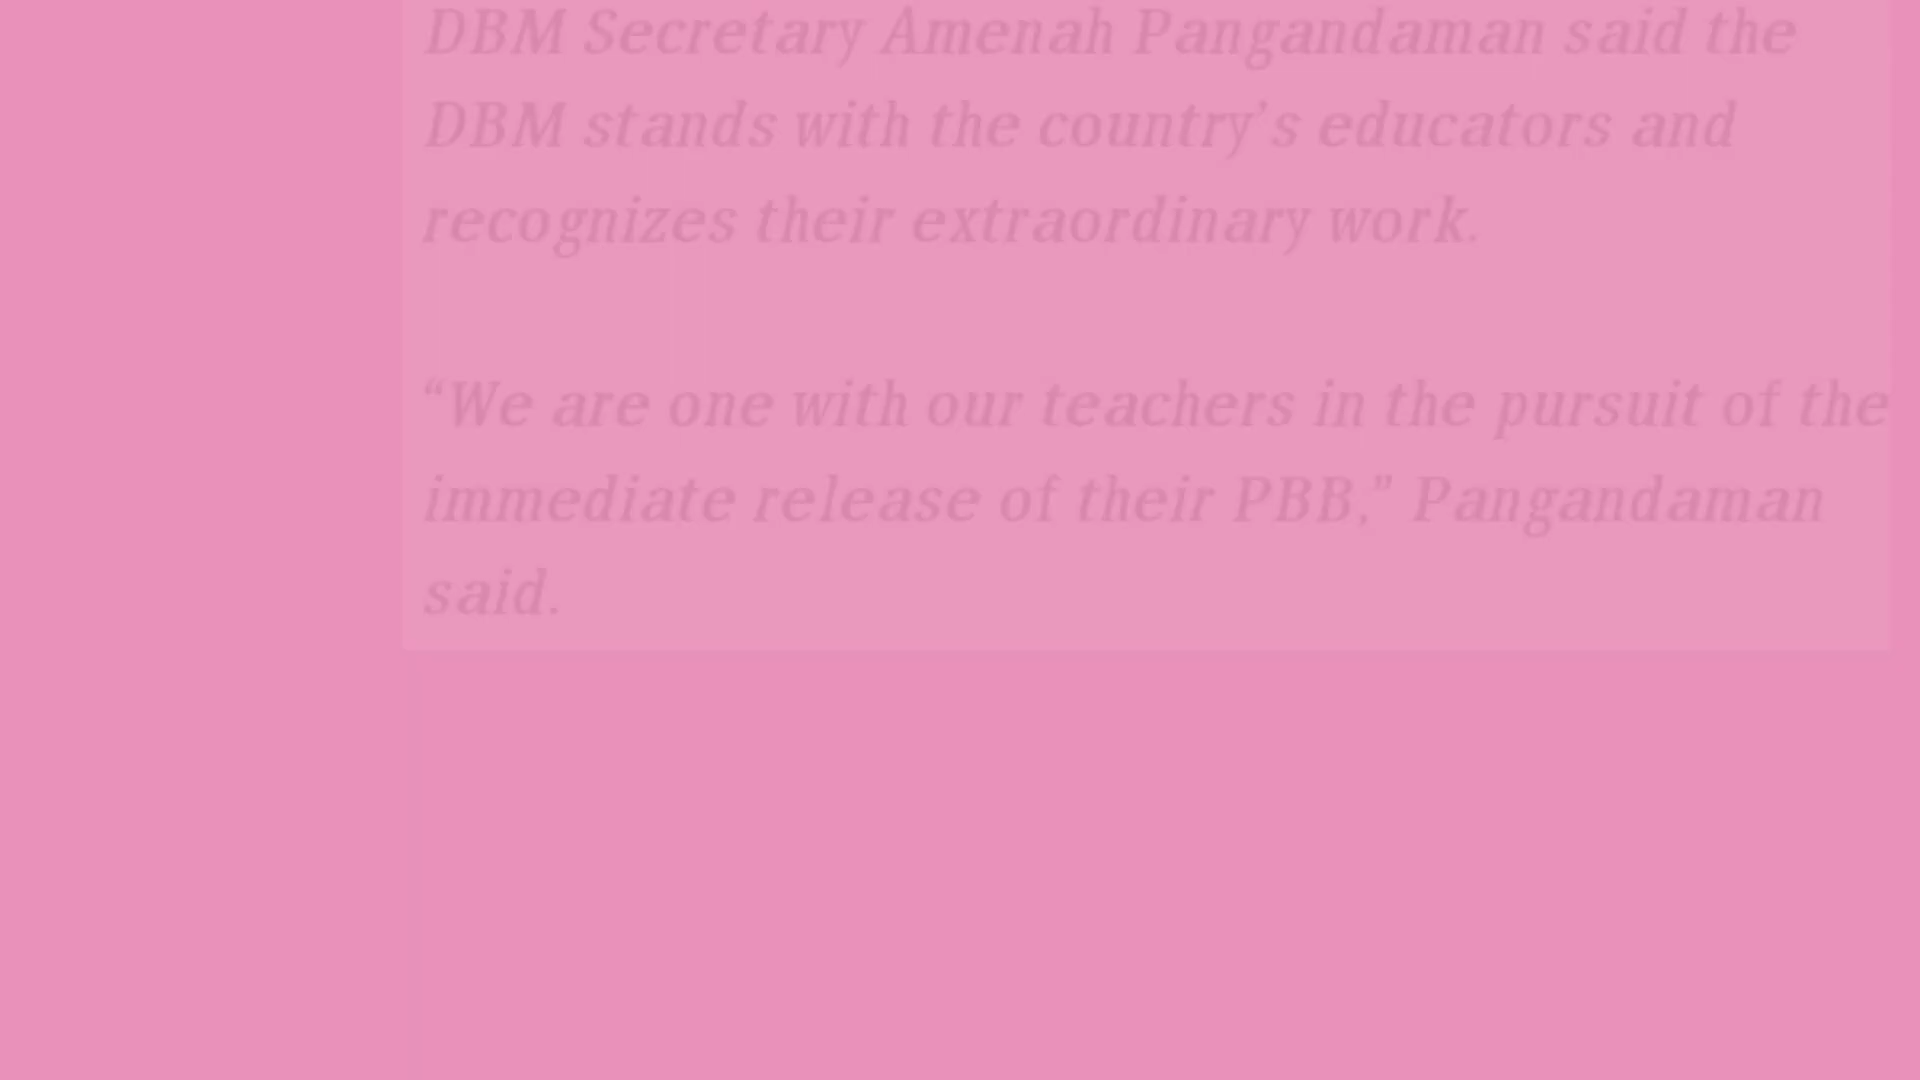 DBM Secretary Amenah Pangandaman said the
DBM stands with the country’s educators and
recognizes their extraordinary work.
“We are one with our teachers in the pursuit of the
immediate release of their PBB,” Pangandaman
said.